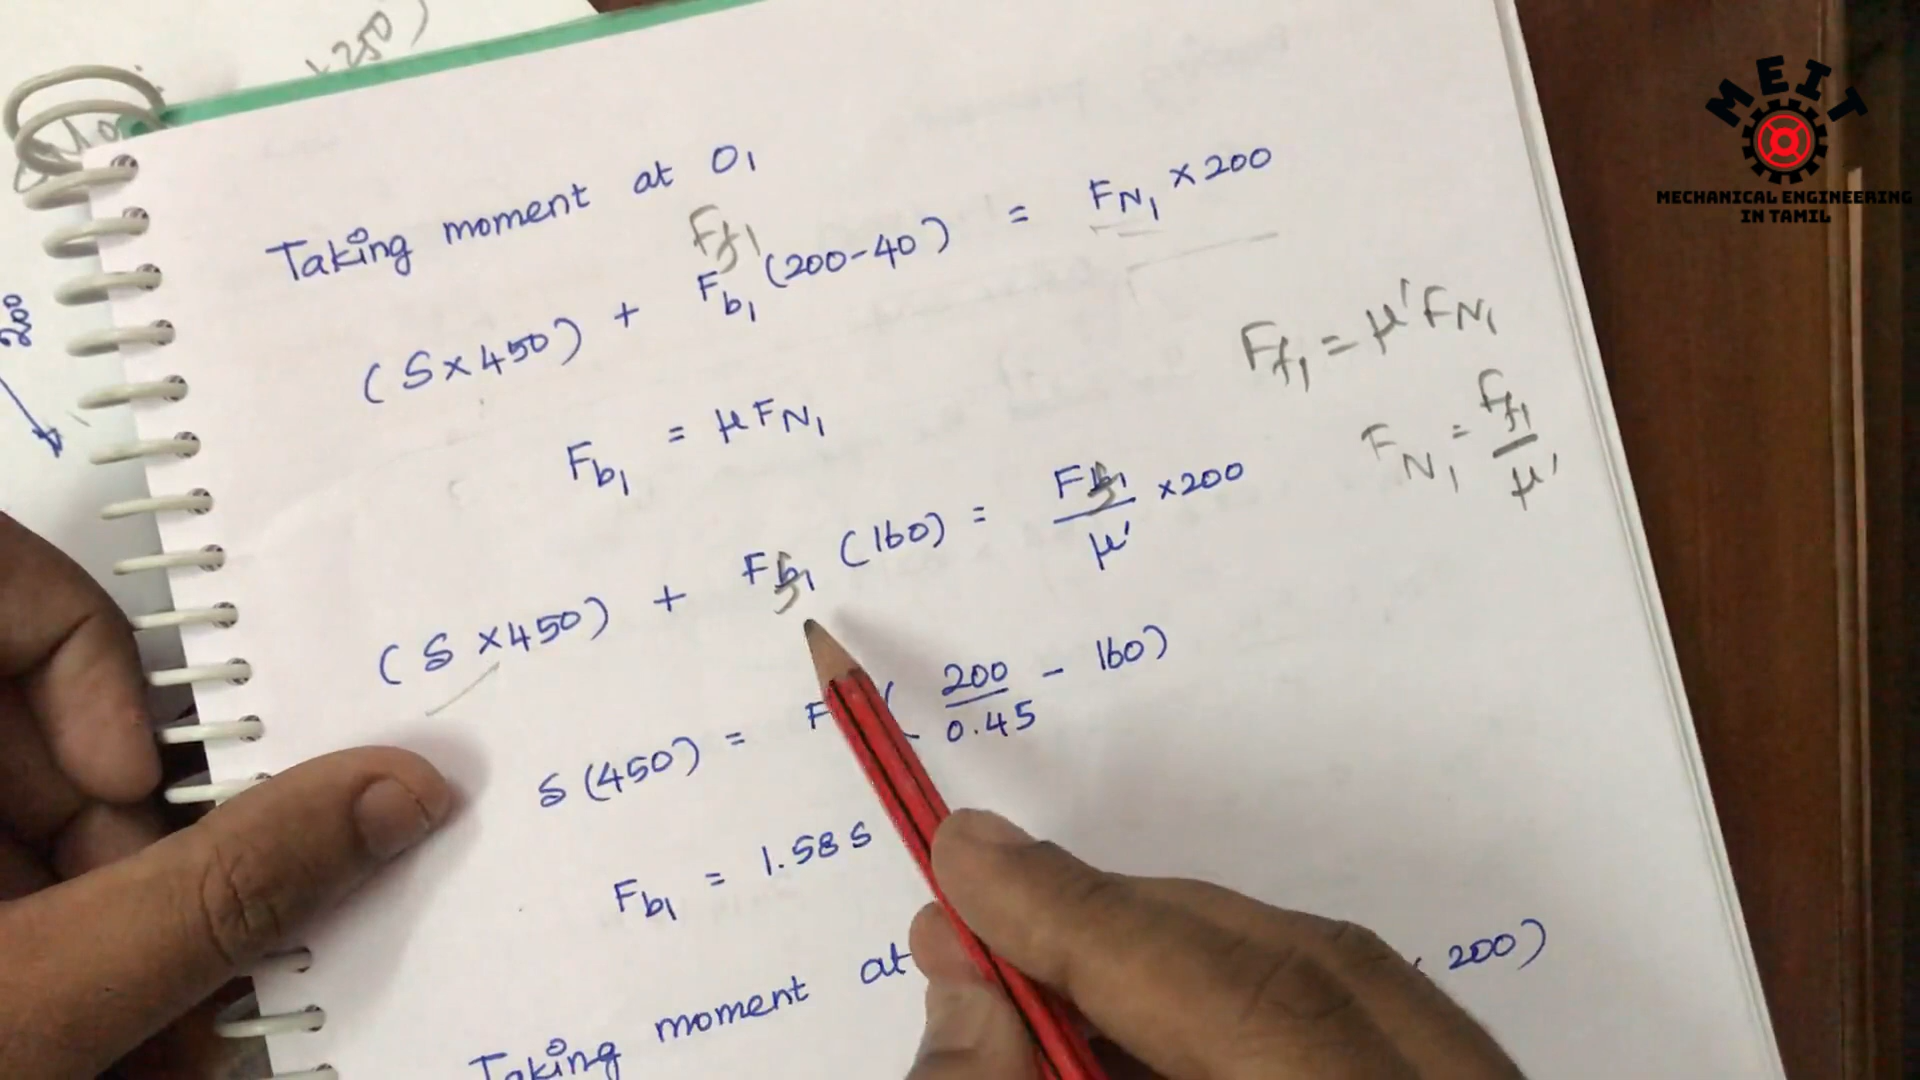 250)
200
Taking moment at O1
Ff1
(S×450) + Fb1 (200-40) = FN1 ×200
Fb1 = μFN1
Ff1 = μ'FN1
FN1 = Ff1/μ'
(S ×450) + Ff1 (160) = Ff1/μ' ×200
S(450) = F ( 200/0.45 - 160)
Fb1 = 1.58 S
Taking moment at
200)
MEIT
MECHANICAL ENGINEERING
IN TAMIL